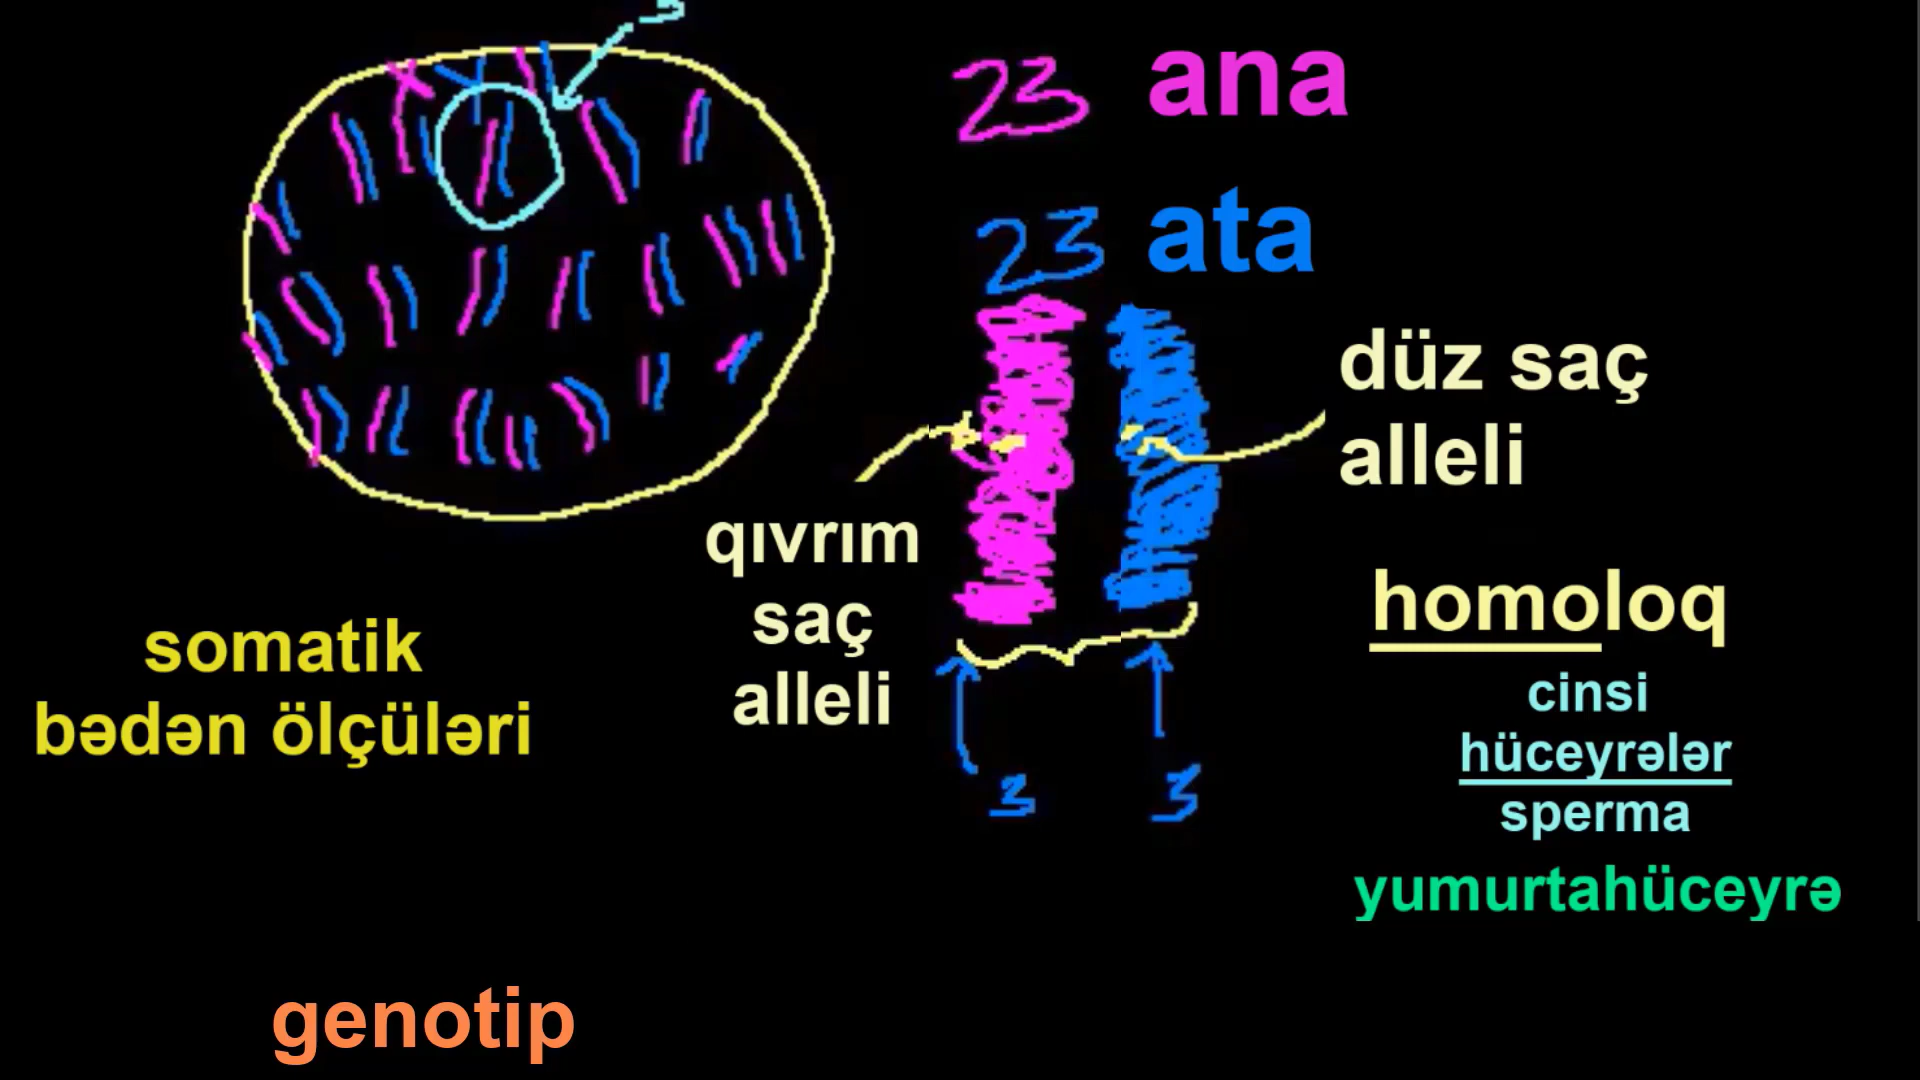 3
23 ana
23 ata
düz saç
alleli
qıvrım
saç
alleli
homoloq
somatik
bədən ölçüləri
cinsi
hüceyrələr
sperma
yumurtahüceyrə
3 3
genotip